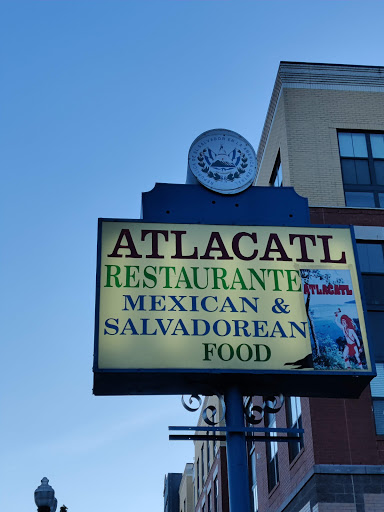 ATLACATL
RESTAURANTE
MEXICAN &
SALVADOREAN
FOOD
ATLACATL